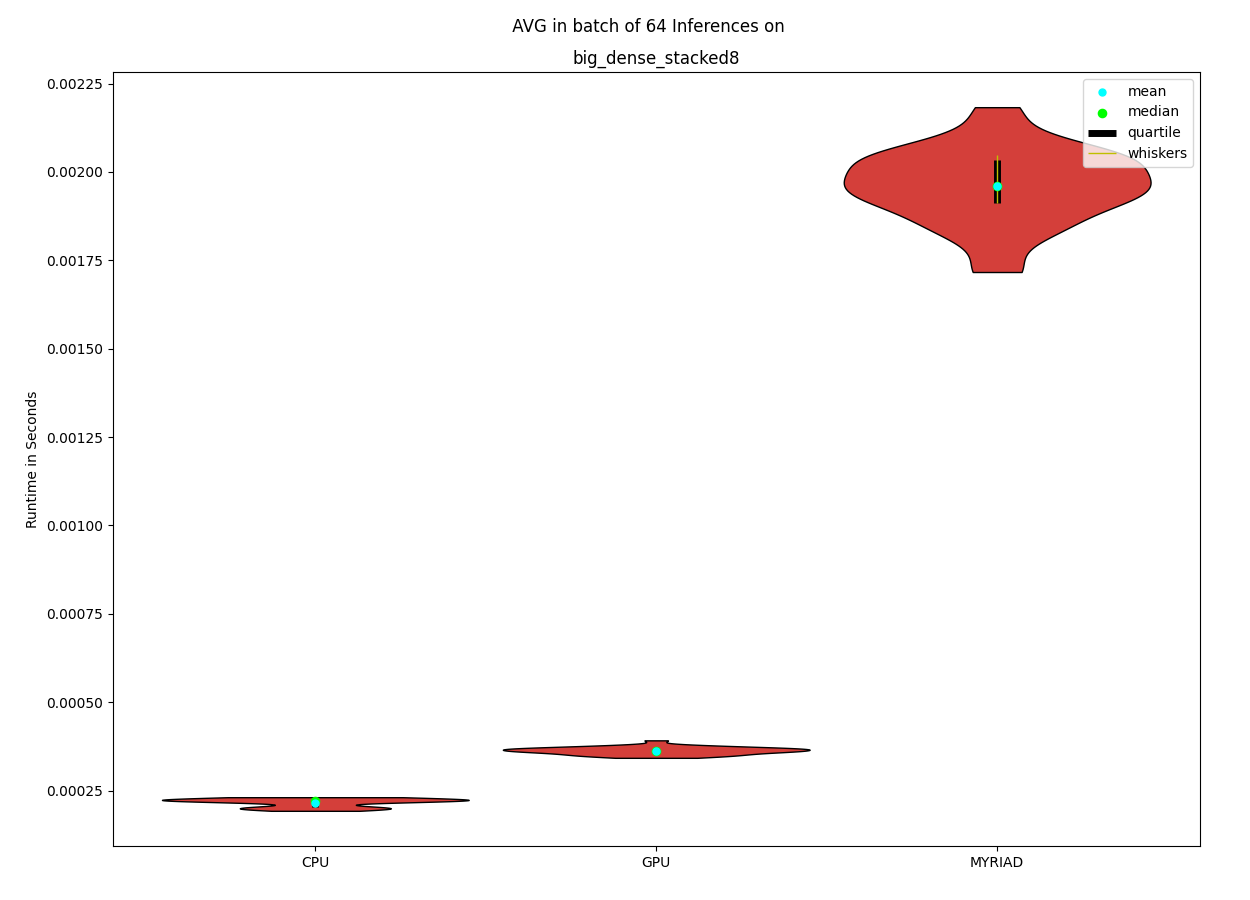 AVG in batch of 64 Inferences on
big_dense_stacked8
0.00225
0.00200
0.00175
0.00150
0.00125
0.00100
0.00075
0.00050
0.00025
Runtime in Seconds
mean
median
quartile
whiskers
CPU
GPU
MYRIAD